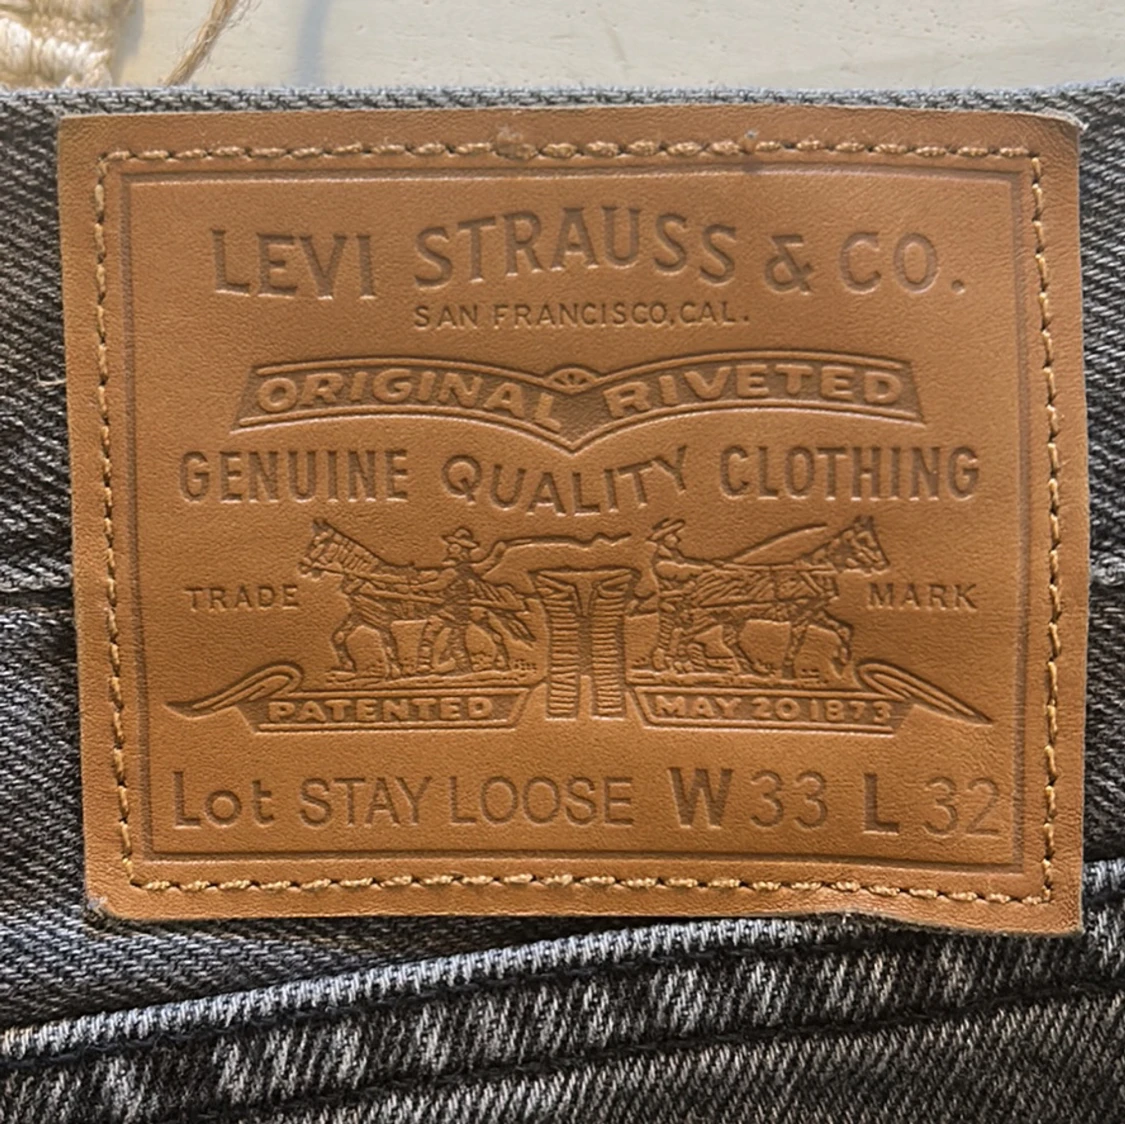 LEVI STRAUSS & CO.
SAN FRANCISCO, CAL.
ORIGINAL RIVETED
GENUINE QUALITY CLOTHING
TRADE MARK
PATENTED MAY 20 1873
Lot STAY LOOSE W 33 L 32